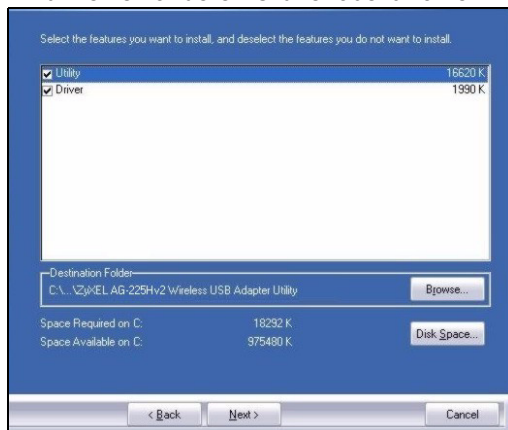 Select the features you want to install, and deselect the features you do not want to install.
Utility 16620 K
Driver 1990 K
Destination Folder
C:\...\ZyXEL AG-225Hv2 Wireless USB Adapter Utility
Browse...
Space Required on C: 18292 K
Space Available on C: 975480 K
Disk Space...
< Back Next > Cancel